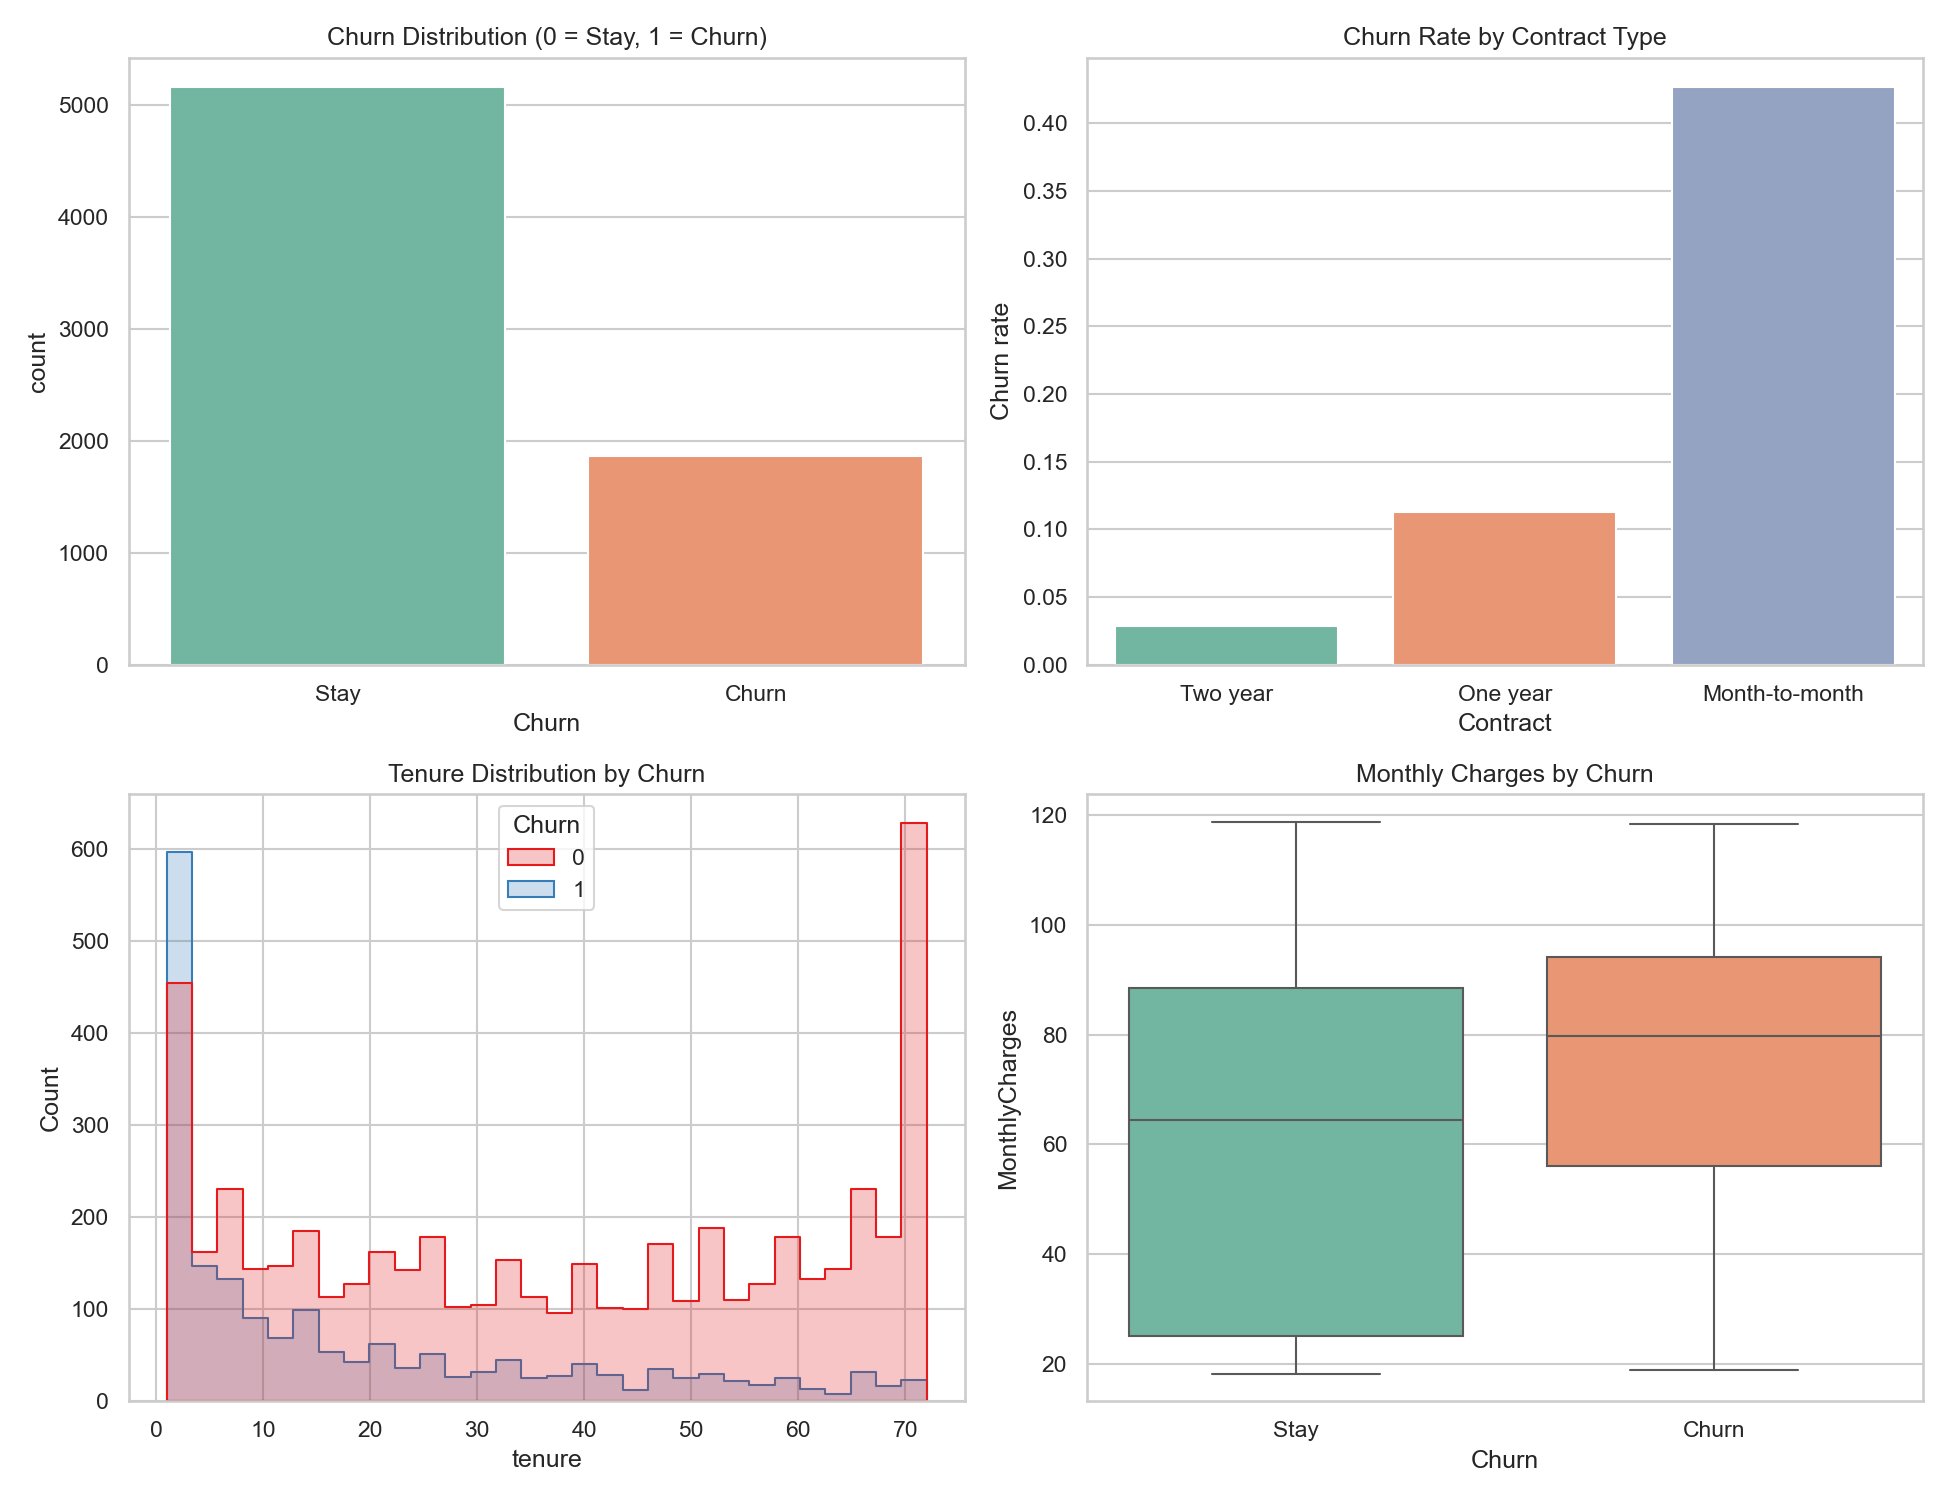 Churn Distribution (0 = Stay, 1 = Churn)
count
5000
4000
3000
2000
1000
0
Stay Churn
Churn
Churn Rate by Contract Type
Churn rate
0.40
0.35
0.30
0.25
0.20
0.15
0.10
0.05
0.00
Two year One year Month-to-month
Contract
Tenure Distribution by Churn
Count
600
500
400
300
200
100
0
Churn
0
1
0 10 20 30 40 50 60 70
tenure
Monthly Charges by Churn
MonthlyCharges
120
100
80
60
40
20
Stay Churn
Churn